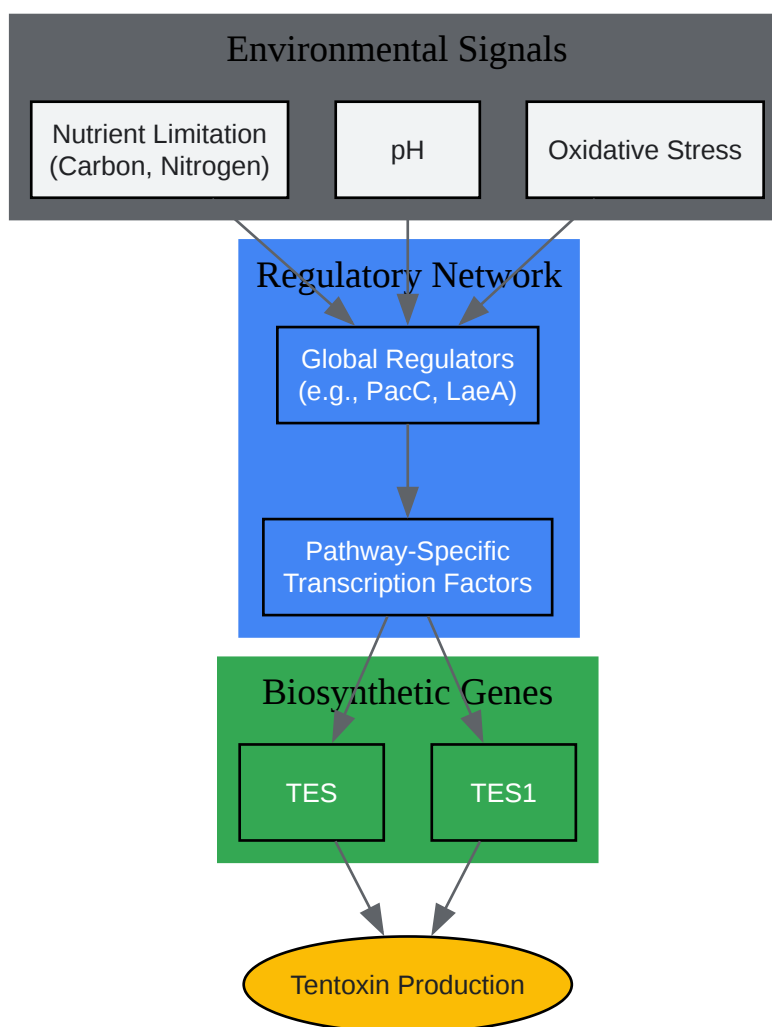 Environmental Signals
Nutrient Limitation
(Carbon, Nitrogen)
pH
Oxidative Stress
Regulatory Network
Global Regulators
(e.g., PacC, LaeA)
Pathway-Specific
Transcription Factors
Biosynthetic Genes
TES
TES1
Tentoxin Production